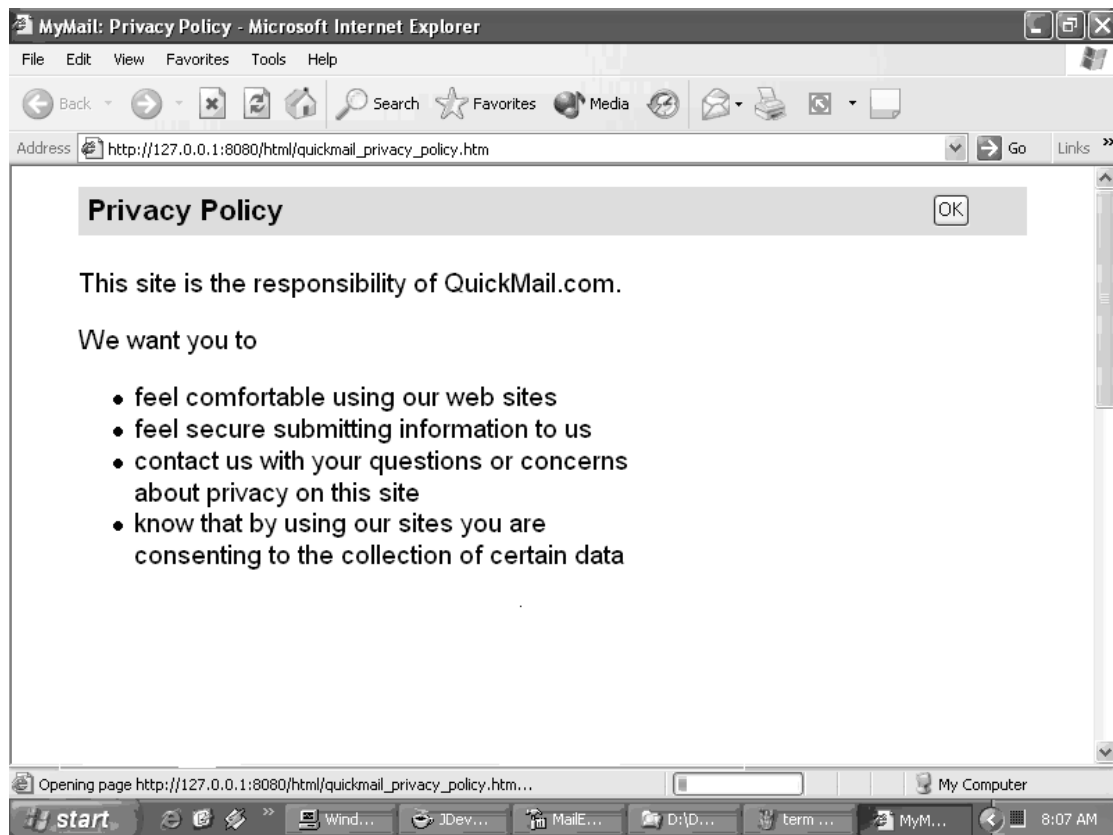 MyMail: Privacy Policy - Microsoft Internet Explorer
File Edit View Favorites Tools Help
Back Search Favorites Media
Address http://127.0.0.1:8080/html/quickmail_privacy_policy.htm Go Links »
Privacy Policy OK
This site is the responsibility of QuickMail.com.
We want you to
• feel comfortable using our web sites
• feel secure submitting information to us
• contact us with your questions or concerns
about privacy on this site
• know that by using our sites you are
consenting to the collection of certain data
Opening page http://127.0.0.1:8080/html/quickmail_privacy_policy.htm... My Computer
start » Wind... JDev... MailE... D:\D... term ... MyM... 8:07 AM